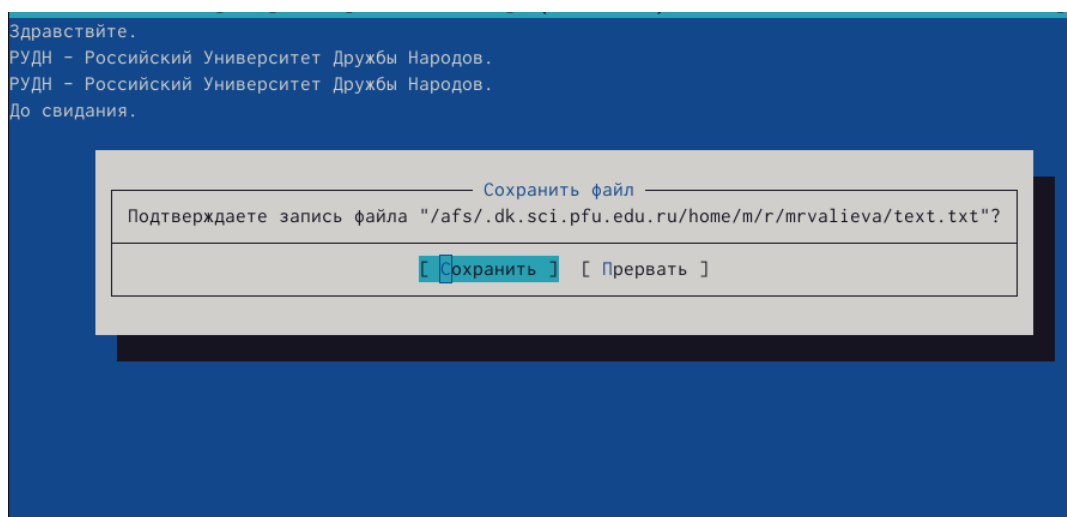 Здравствйте.
РУДН – Российский Университет Дружбы Народов.
РУДН – Российский Университет Дружбы Народов.
До свидания.
Сохранить файл
Подтверждаете запись файла "/afs/.dk.sci.pfu.edu.ru/home/m/r/mrvalieva/text.txt"?
[ Сохранить ] [ Прервать ]